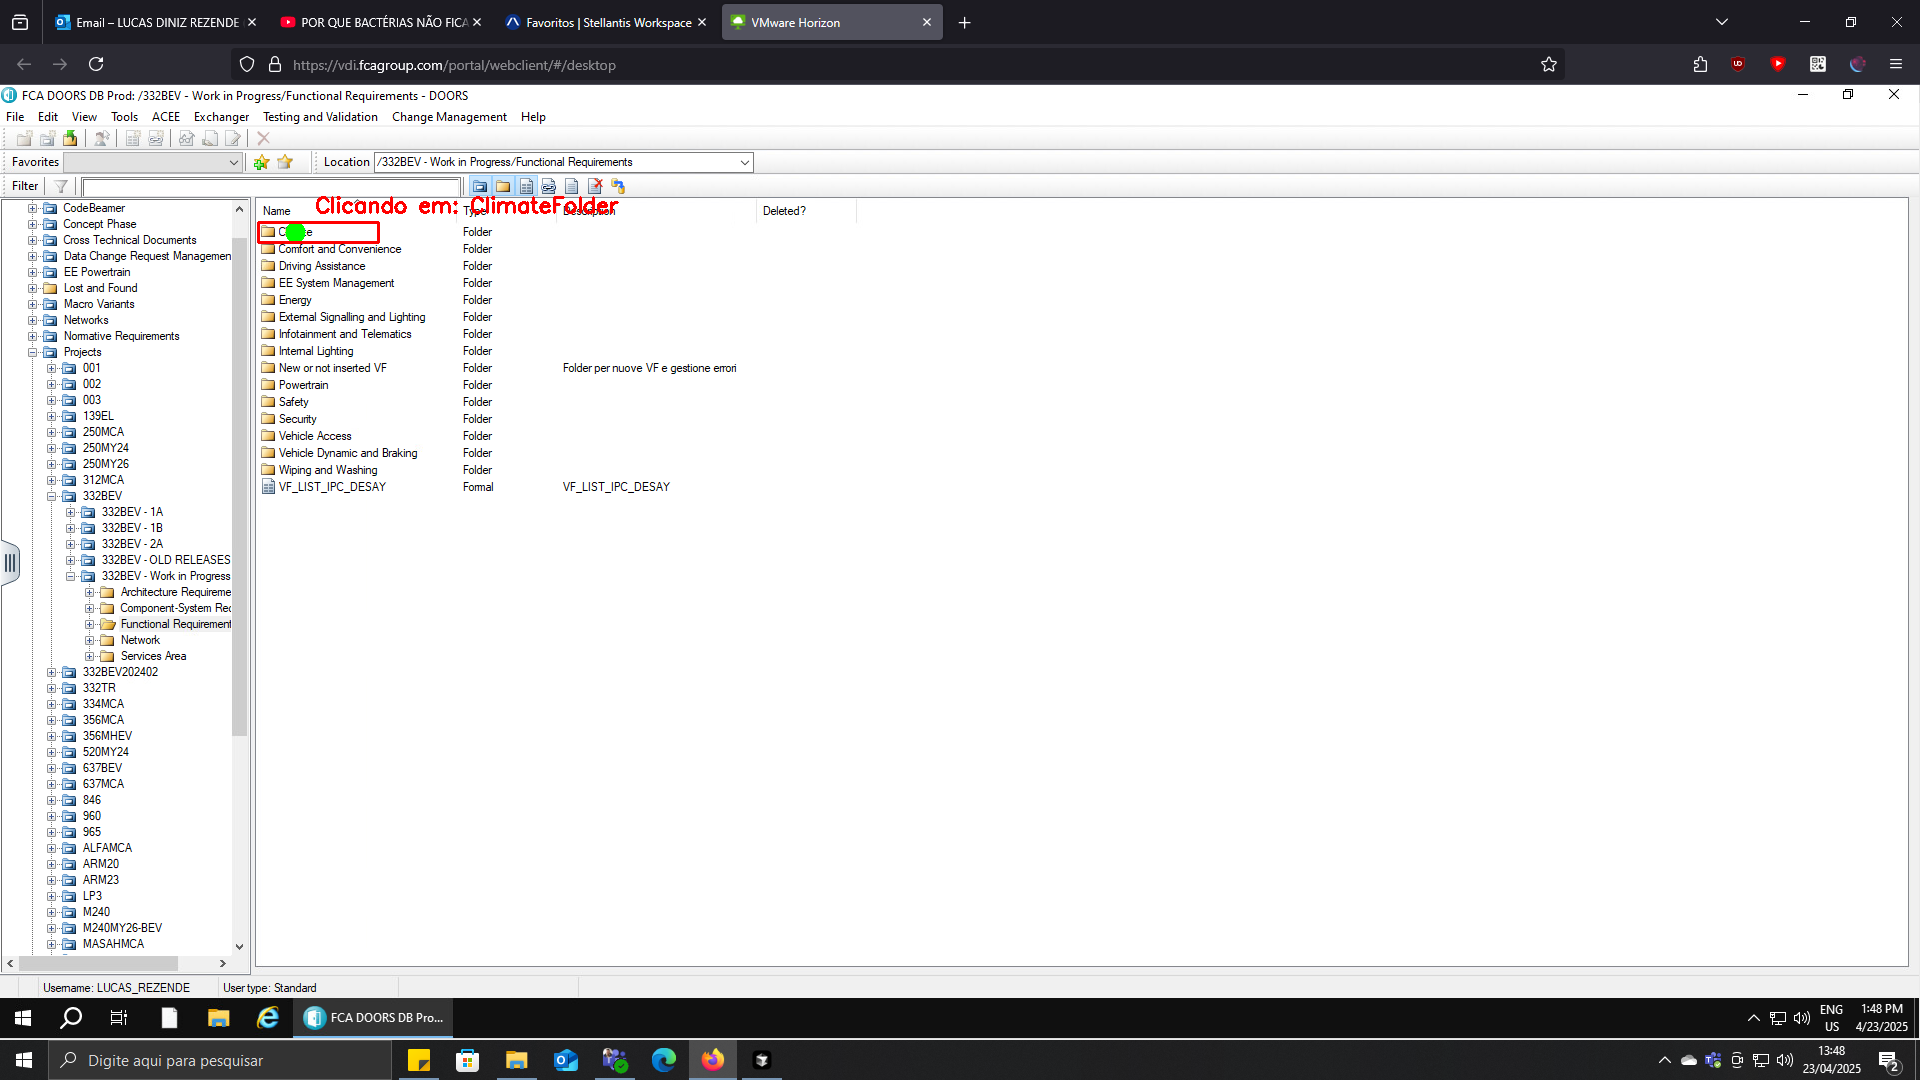 Email – LUCAS DINIZ REZENDE
POR QUE BACTÉRIAS NÃO FICA
Favoritos | Stellantis Workspace
VMware Horizon
https://vdi.fcagroup.com/portal/webclient/#/desktop
FCA DOORS DB Prod: /332BEV - Work in Progress/Functional Requirements - DOORS
File Edit View Tools ACEE Exchanger Testing and Validation Change Management Help
Favorites
Location /332BEV - Work in Progress/Functional Requirements
Filter
Clicando em: ClimateFolder
Name Type Deleted?
Folder
Comfort and Convenience Folder
Driving Assistance Folder
EE System Management Folder
Energy Folder
External Signalling and Lighting Folder
Infotainment and Telematics Folder
Internal Lighting Folder
New or not inserted VF Folder Folder per nuove VF e gestione errori
Powertrain Folder
Safety Folder
Security Folder
Vehicle Access Folder
Vehicle Dynamic and Braking Folder
Wiping and Washing Folder
VF_LIST_IPC_DESAY Formal VF_LIST_IPC_DESAY
CodeBeamer
Concept Phase
Cross Technical Documents
Data Change Request Managemen
EE Powertrain
Lost and Found
Macro Variants
Networks
Normative Requirements
Projects
001
002
003
139EL
250MCA
250MY24
250MY26
312MCA
332BEV
332BEV - 1A
332BEV - 1B
332BEV - 2A
332BEV - OLD RELEASES
332BEV - Work in Progress
Architecture Requireme
Component-System Rec
Functional Requirement
Network
Services Area
332BEV202402
332TR
334MCA
356MCA
356MHEV
520MY24
637BEV
637MCA
846
960
965
ALFAMCA
ARM20
ARM23
LP3
M240
M240MY26-BEV
MASAHMCA
Username: LUCAS_REZENDE User type: Standard
FCA DOORS DB Pro...
ENG
US
1:48 PM
4/23/2025
Digite aqui para pesquisar
13:48
23/04/2025
2